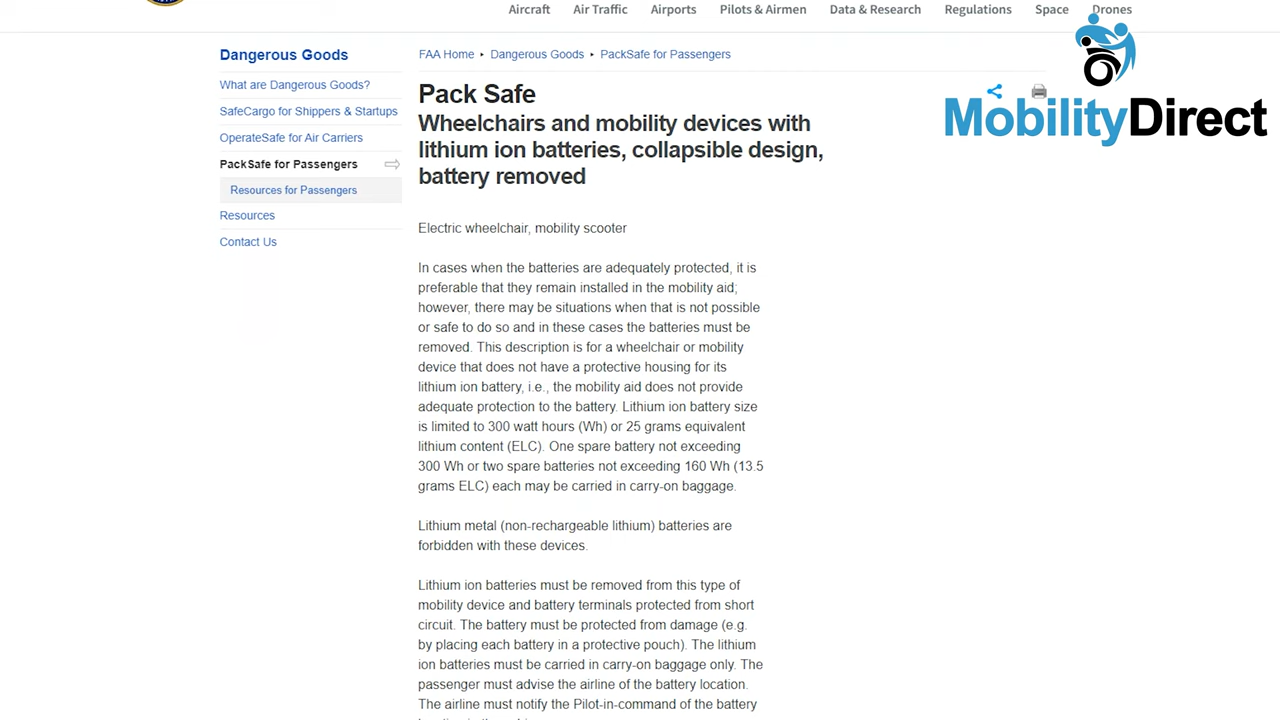 Aircraft Air Traffic Airports Pilots & Airmen Data & Research Regulations Space Drones
MobilityDirect
Dangerous Goods
What are Dangerous Goods?
SafeCargo for Shippers & Startups
OperateSafe for Air Carriers
PackSafe for Passengers
Resources for Passengers
Resources
Contact Us
FAA Home ▸ Dangerous Goods ▸ PackSafe for Passengers
Pack Safe
Wheelchairs and mobility devices with
lithium ion batteries, collapsible design,
battery removed
Electric wheelchair, mobility scooter
In cases when the batteries are adequately protected, it is
preferable that they remain installed in the mobility aid;
however, there may be situations when that is not possible
or safe to do so and in these cases the batteries must be
removed. This description is for a wheelchair or mobility
device that does not have a protective housing for its
lithium ion battery, i.e., the mobility aid does not provide
adequate protection to the battery. Lithium ion battery size
is limited to 300 watt hours (Wh) or 25 grams equivalent
lithium content (ELC). One spare battery not exceeding
300 Wh or two spare batteries not exceeding 160 Wh (13.5
grams ELC) each may be carried in carry-on baggage.
Lithium metal (non-rechargeable lithium) batteries are
forbidden with these devices.
Lithium ion batteries must be removed from this type of
mobility device and battery terminals protected from short
circuit. The battery must be protected from damage (e.g.
by placing each battery in a protective pouch). The lithium
ion batteries must be carried in carry-on baggage only. The
passenger must advise the airline of the battery location.
The airline must notify the Pilot-in-command of the battery